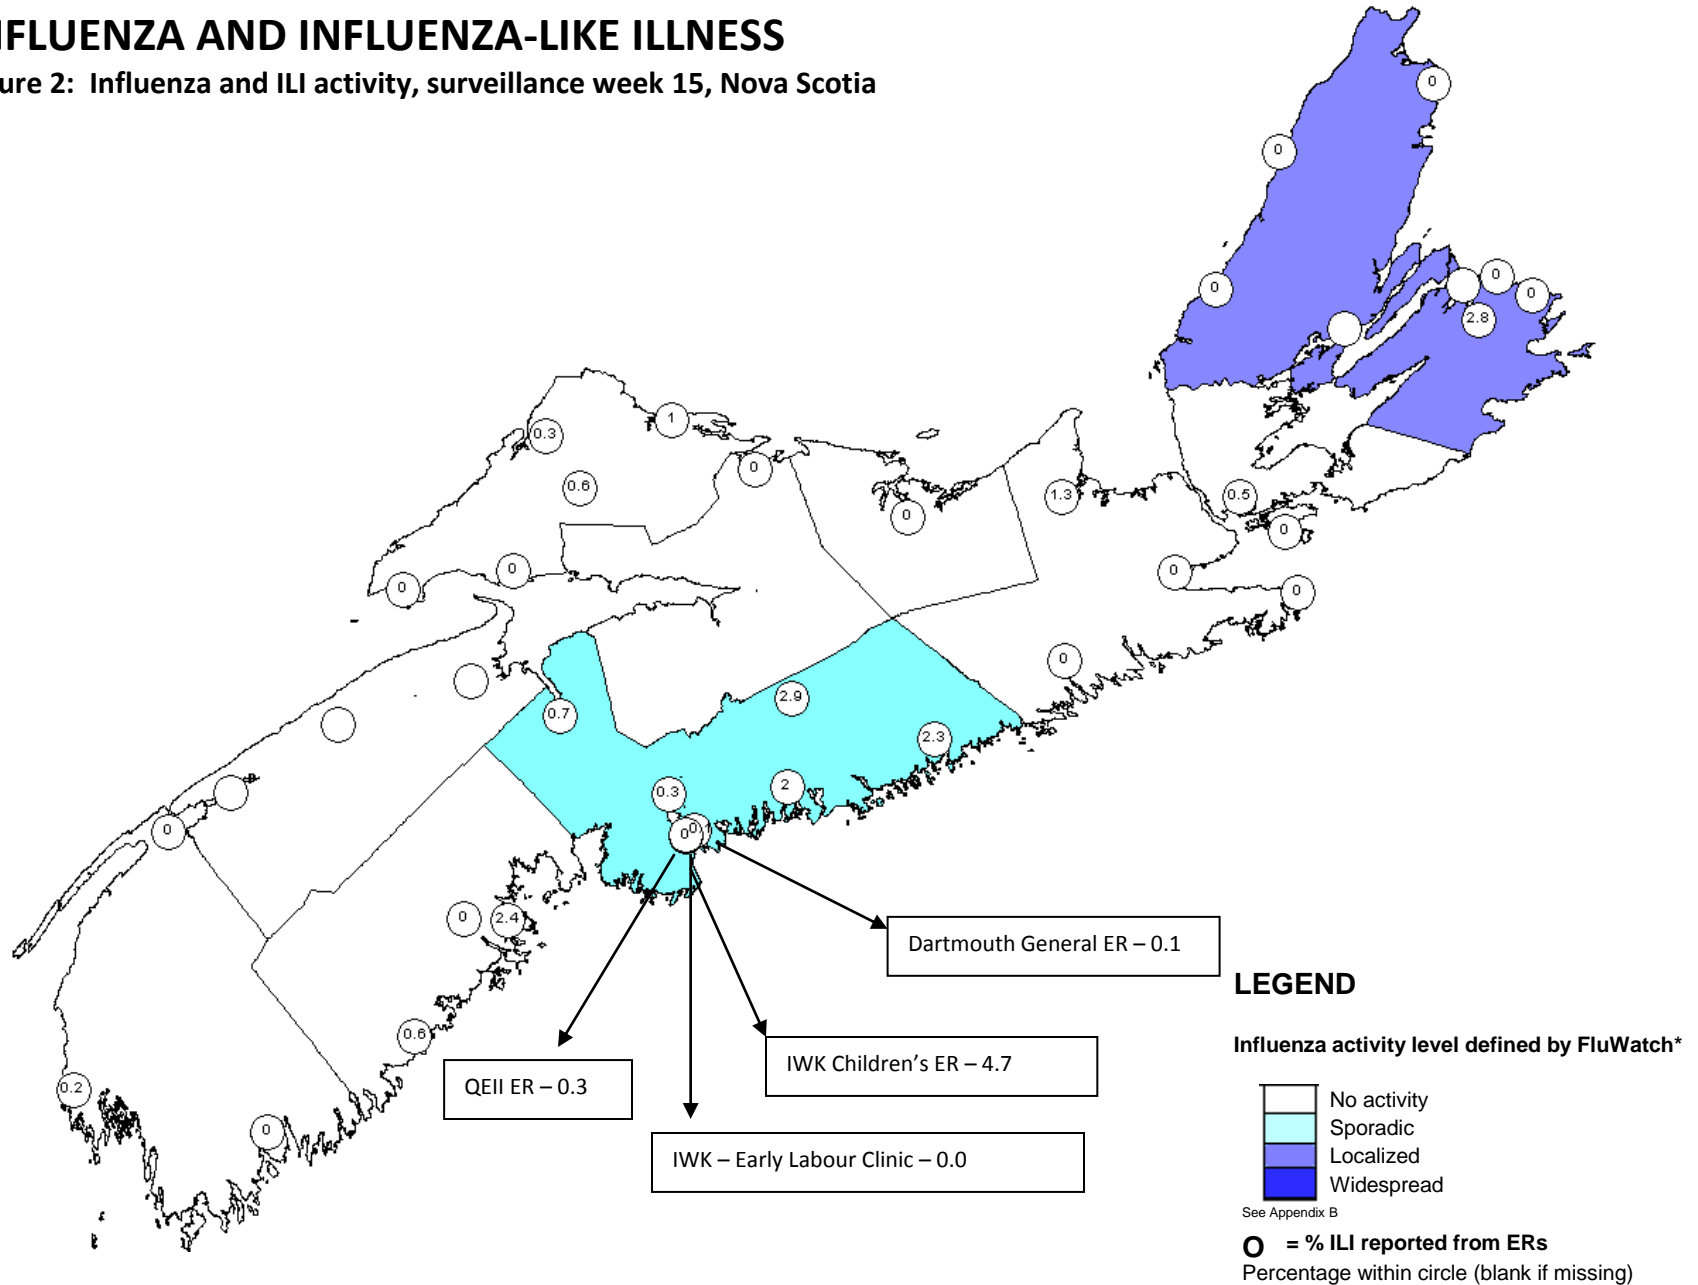 NFLUENZA AND INFLUENZA-LIKE ILLNESS
ure 2: Influenza and ILI activity, surveillance week 15, Nova Scotia
0
0
0
0
0
2.8
1
0.3
0
0.6
0
1.3
0.5
0
0
0
0
0
0
0.7
2.9
2.3
0.3
2
0
0.1
0
0
2.4
0.6
0.2
0
Dartmouth General ER – 0.1
IWK Children's ER – 4.7
QEII ER – 0.3
IWK – Early Labour Clinic – 0.0
LEGEND
Influenza activity level defined by FluWatch*
No activity
Sporadic
Localized
Widespread
See Appendix B
O = % ILI reported from ERs
Percentage within circle (blank if missing)